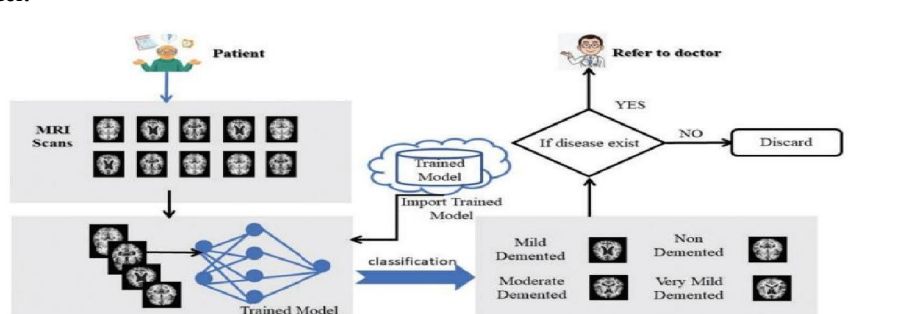 Patient
Refer to doctor
YES
MRI
Scans
If disease exist
NO
Discard
Trained
Model
Import Trained
Model
classification
Mild
Demented
Non
Demented
Moderate
Demented
Very Mild
Demented
Trained Model